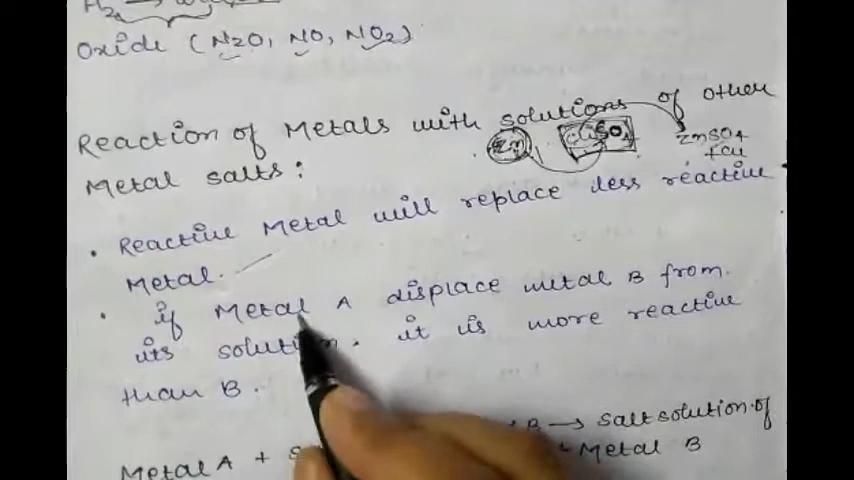 Oxide (N2O, NO, NO2)
Reaction of Metals with solutions of other
Zn CuSO4 ZnSO4
+Cu
Metal salts:
• Reactive Metal will replace less reactive
Metal.
• if Metal A displace metal B from
its solution. it is more reactive
than B.
B → salt solution of
Metal A + + Metal B